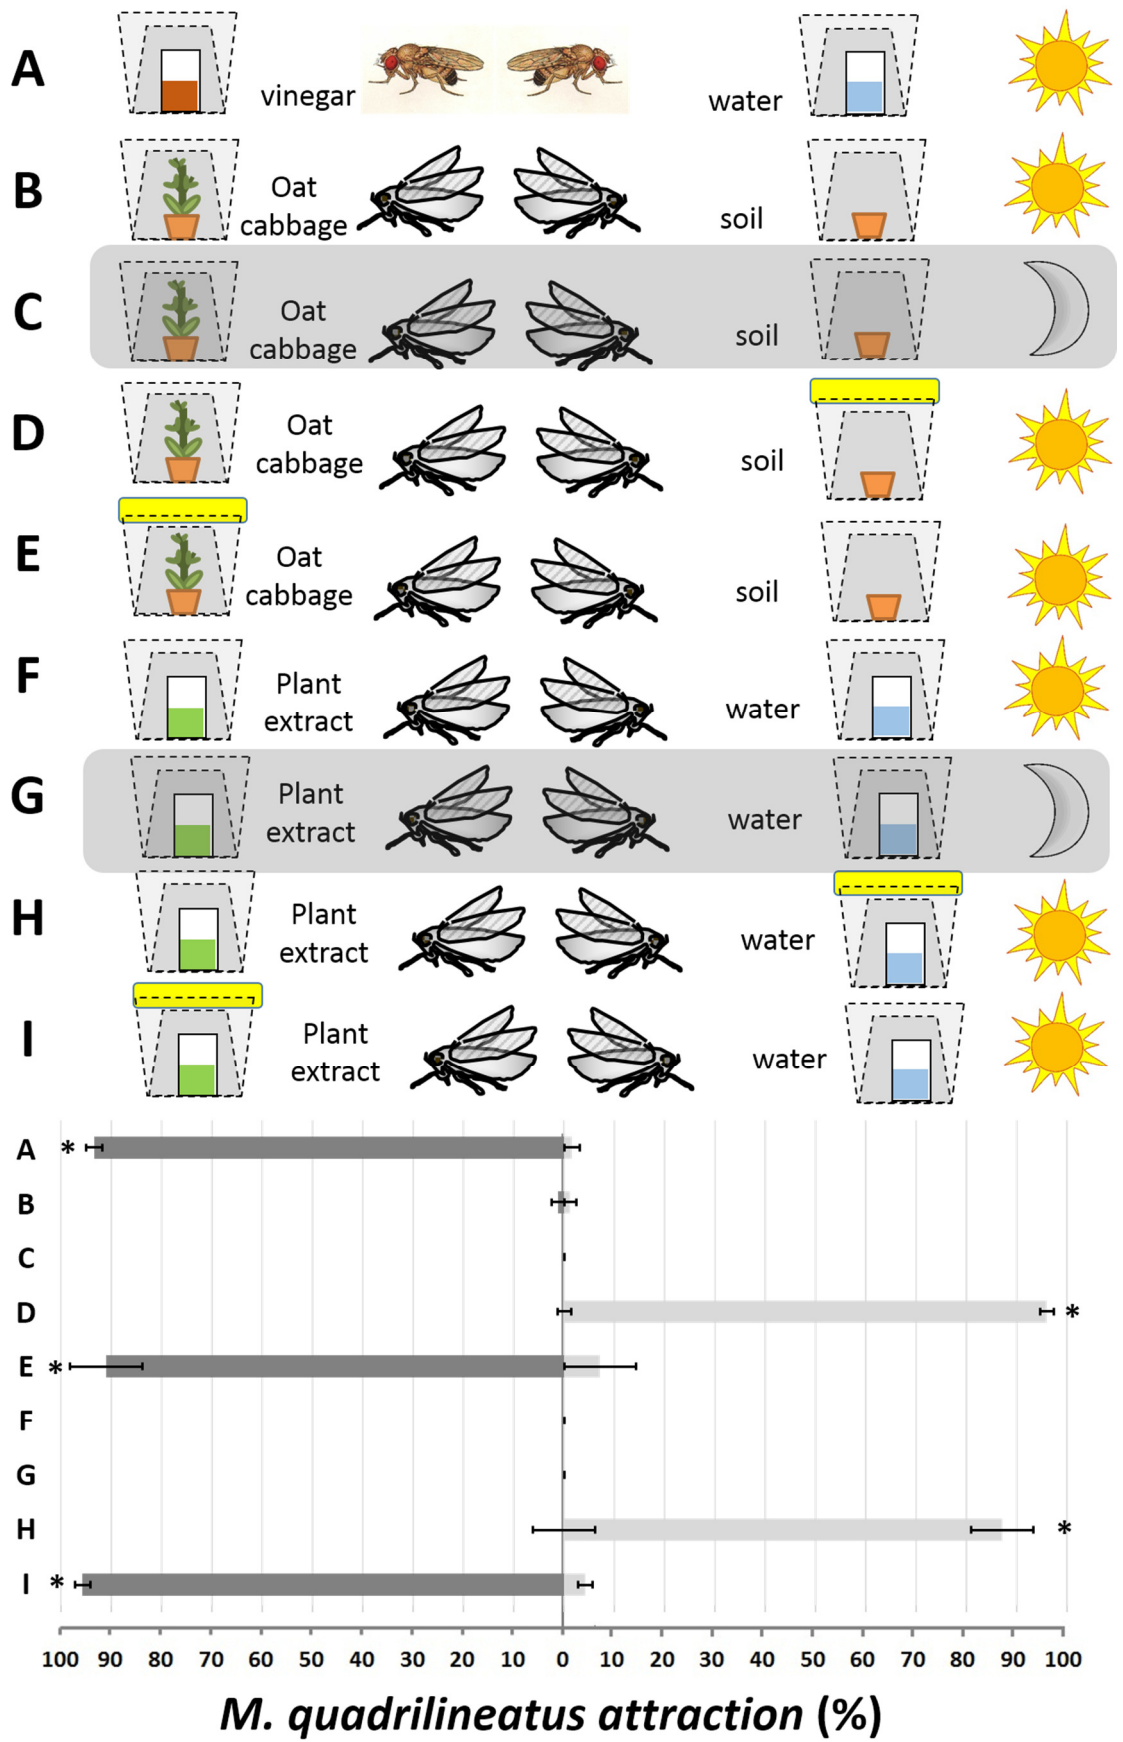 A
vinegar
water
B
Oat
cabbage
soil
C
Oat
cabbage
soil
D
Oat
cabbage
soil
E
Oat
cabbage
soil
F
Plant
extract
water
G
Plant
extract
water
H
Plant
extract
water
I
Plant
extract
water
A *
B
C
D *
E *
F
G
H *
I *
100 90 80 70 60 50 40 30 20 10 0 10 20 30 40 50 60 70 80 90 100
M. quadrilineatus attraction (%)